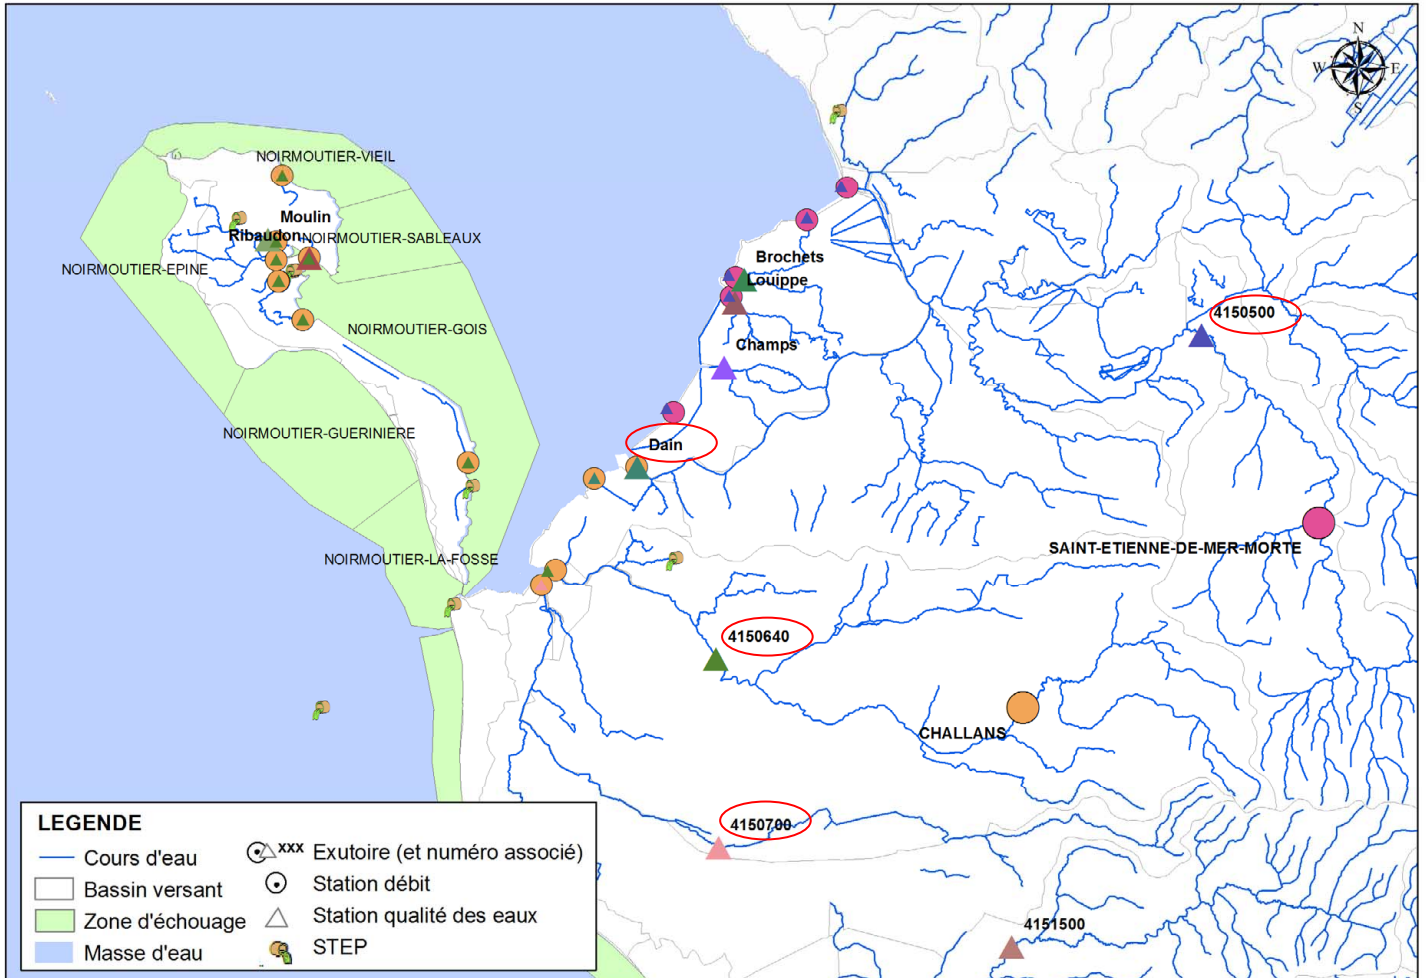 N
W
E
S
NOIRMOUTIER-VIEIL
Moulin
Ribaudon
NOIRMOUTIER-SABLEAUX
NOIRMOUTIER-EPINE
Brochets
Louippe
4150500
NOIRMOUTIER-GOIS
Champs
NOIRMOUTIER-GUERINIERE
Dain
NOIRMOUTIER-LA-FOSSE
SAINT-ETIENNE-DE-MER-MORTE
4150640
CHALLANS
4150700
4151500
LEGENDE
Cours d'eau
Bassin versant
Zone d'échouage
Masse d'eau
xxx Exutoire (et numéro associé)
Station débit
Station qualité des eaux
STEP